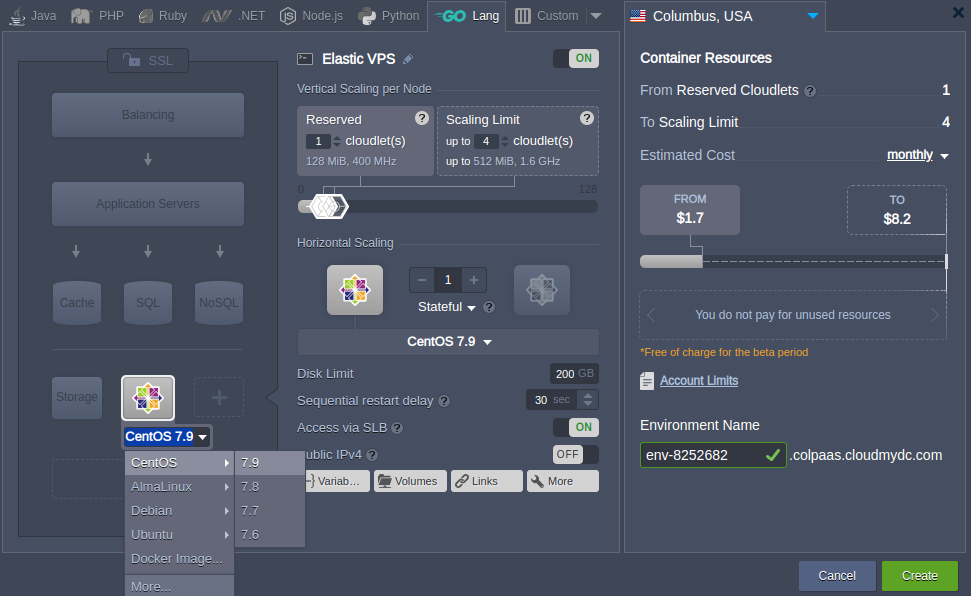 Java PHP Ruby .NET Node.js Python GO Lang Custom
Columbus, USA
SSL
Balancing
Application Servers
Cache SQL NoSQL
Storage
CentOS 7.9
CentOS
AlmaLinux
Debian
Ubuntu
Docker Image...
More...
7.9
7.8
7.7
7.6
Elastic VPS ON
Vertical Scaling per Node
Reserved ?
1 cloudlet(s)
128 MiB, 400 MHz
Scaling Limit ?
up to 4 cloudlet(s)
up to 512 MiB, 1.6 GHz
0 128
Horizontal Scaling
− 1 +
Stateful ?
CentOS 7.9
Disk Limit 200 GB
Sequential restart delay ? 30 sec
Access via SLB ? ON
ublic IPv4 ? OFF
Variab... Volumes Links More
Container Resources
From Reserved Cloudlets ? 1
To Scaling Limit 4
Estimated Cost monthly
FROM
$1.7
TO
$8.2
You do not pay for unused resources
*Free of charge for the beta period
Account Limits
Environment Name
env-8252682 .colpaas.cloudmydc.com
Cancel Create